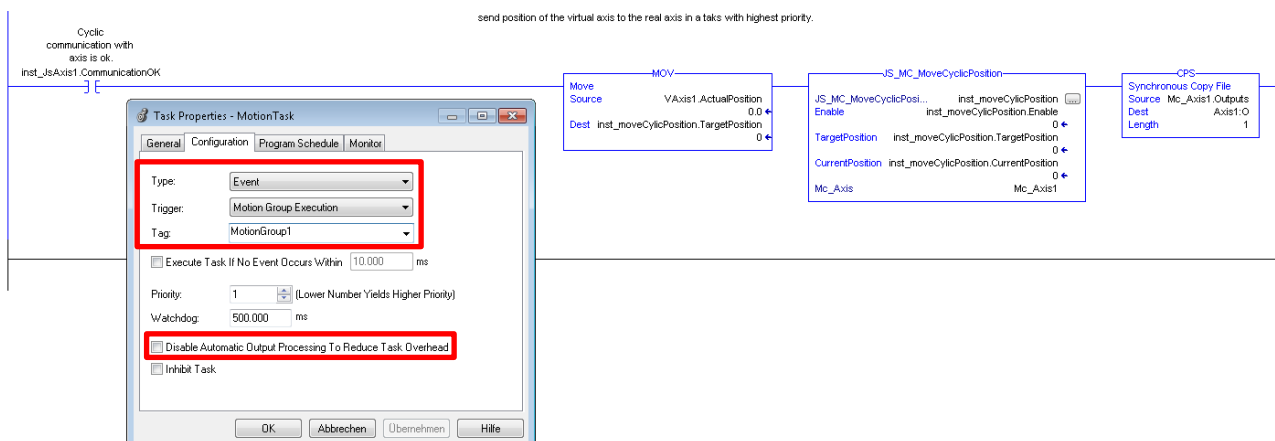 send position of the virtual axis to the real axis in a taks with highest priority.
Cyclic
communication with
axis is ok.
inst_JsAxis1.CommunicationOK
MOV
Move
Source VAxis1.ActualPosition
0.0
Dest inst_moveCylicPosition.TargetPosition
0
JS_MC_MoveCyclicPosition
JS_MC_MoveCyclicPosi... inst_moveCylicPosition ...
Enable inst_moveCylicPosition.Enable
0
TargetPosition inst_moveCylicPosition.TargetPosition
0
CurrentPosition inst_moveCylicPosition.CurrentPosition
0
Mc_Axis Mc_Axis1
CPS
Synchronous Copy File
Source Mc_Axis1.Outputs
Dest Axis1:O
Length 1
Task Properties - MotionTask
General Configuration Program Schedule Monitor
Type: Event
Trigger: Motion Group Execution
Tag: MotionGroup1
Execute Task If No Event Occurs Within 10.000 ms
Priority: 1 (Lower Number Yields Higher Priority)
Watchdog: 500.000 ms
Disable Automatic Output Processing To Reduce Task Overhead
Inhibit Task
OK Abbrechen Übernehmen Hilfe